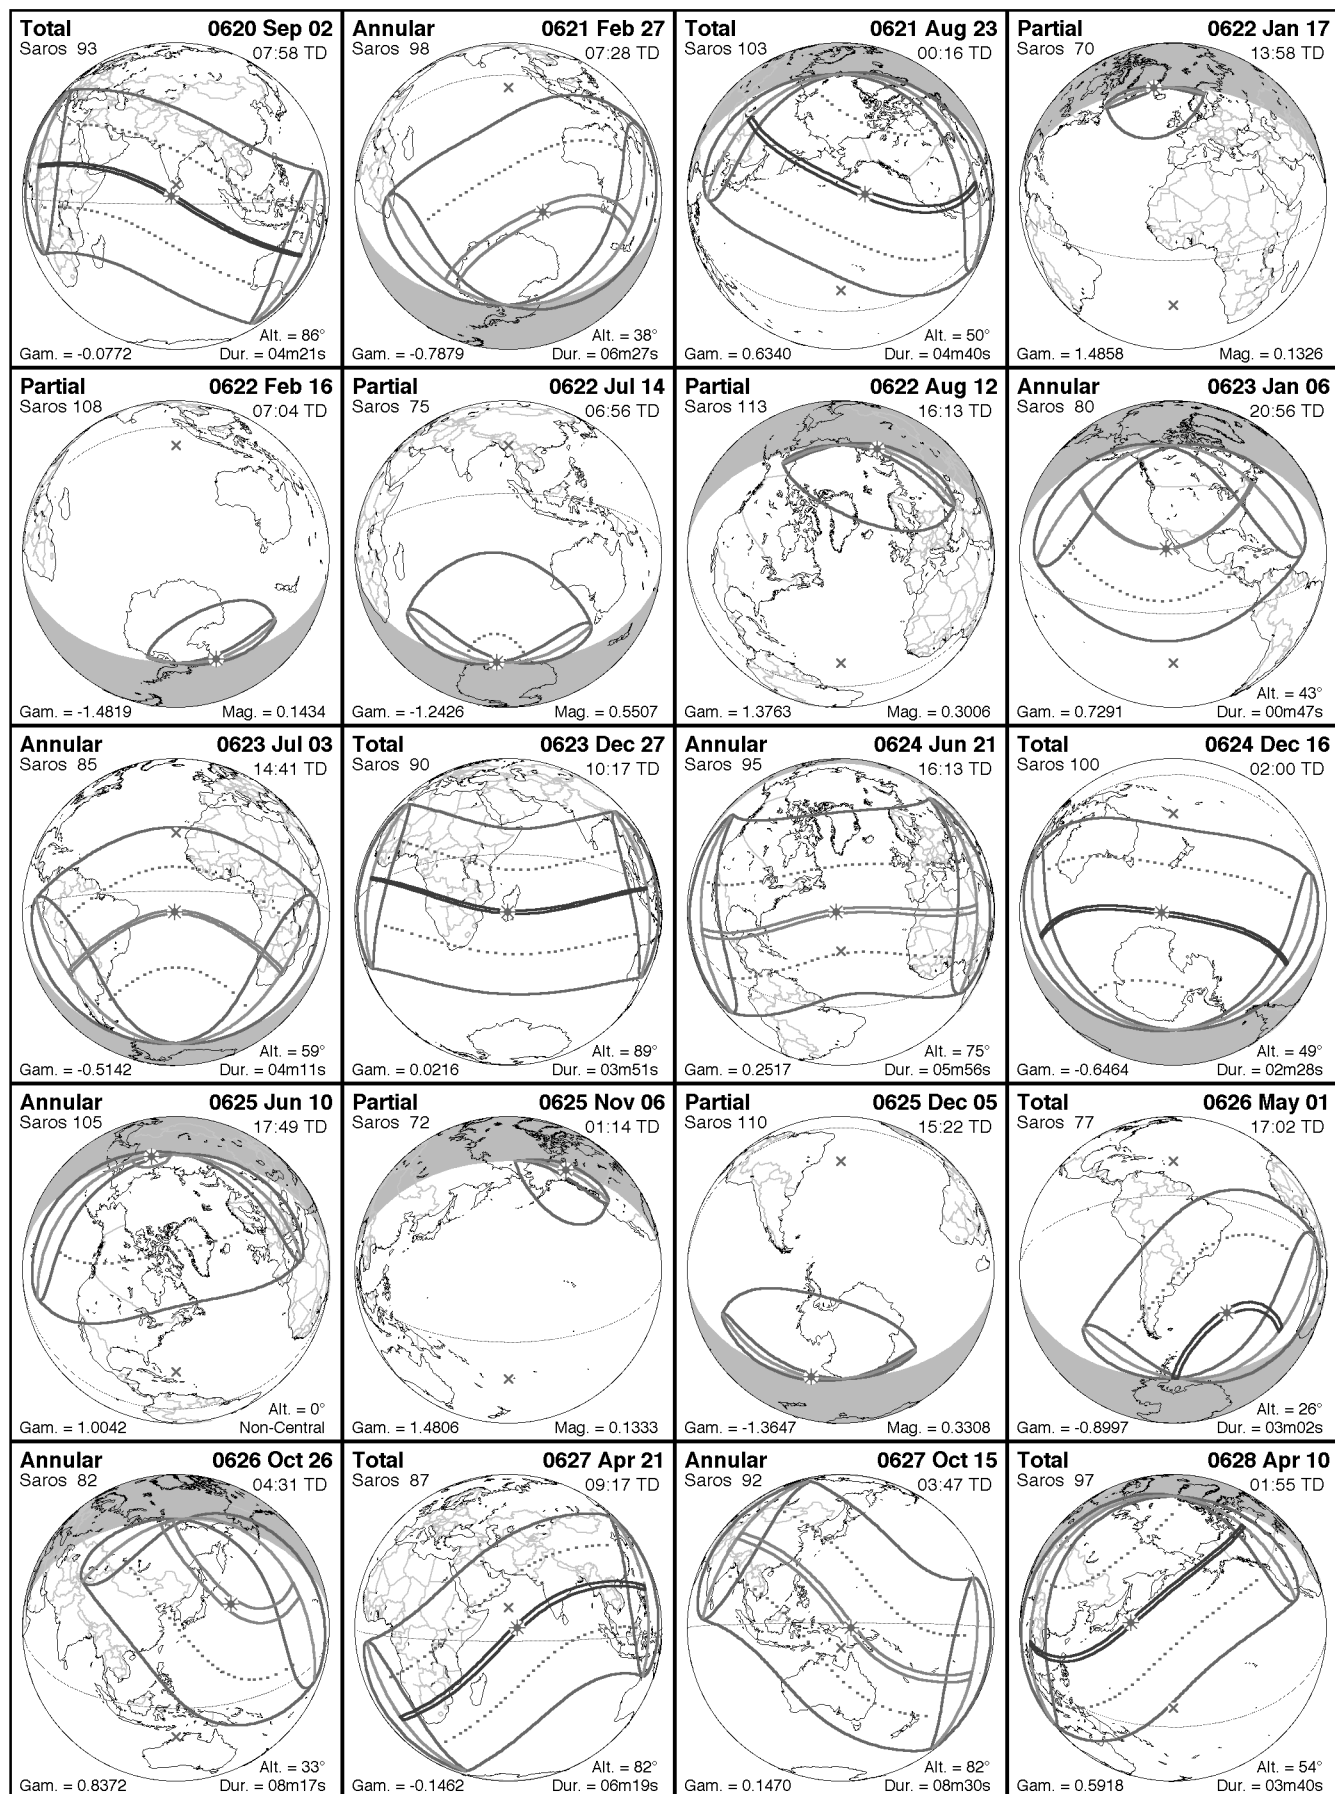 Total 0620 Sep 02
Saros 93 07:58 TD
Alt. = 86°
Gam. = -0.0772 Dur. = 04m21s
Annular 0621 Feb 27
Saros 98 07:28 TD
Alt. = 38°
Gam. = -0.7879 Dur. = 06m27s
Total 0621 Aug 23
Saros 103 00:16 TD
Alt. = 50°
Gam. = 0.6340 Dur. = 04m40s
Partial 0622 Jan 17
Saros 70 13:58 TD
Gam. = 1.4858 Mag. = 0.1326
Partial 0622 Feb 16
Saros 108 07:04 TD
Gam. = -1.4819 Mag. = 0.1434
Partial 0622 Jul 14
Saros 75 06:56 TD
Gam. = -1.2426 Mag. = 0.5507
Partial 0622 Aug 12
Saros 113 16:13 TD
Gam. = 1.3763 Mag. = 0.3006
Annular 0623 Jan 06
Saros 80 20:56 TD
Alt. = 43°
Gam. = 0.7291 Dur. = 00m47s
Annular 0623 Jul 03
Saros 85 14:41 TD
Alt. = 59°
Gam. = -0.5142 Dur. = 04m11s
Total 0623 Dec 27
Saros 90 10:17 TD
Alt. = 89°
Gam. = 0.0216 Dur. = 03m51s
Annular 0624 Jun 21
Saros 95 16:13 TD
Alt. = 75°
Gam. = 0.2517 Dur. = 05m56s
Total 0624 Dec 16
Saros 100 02:00 TD
Alt. = 49°
Gam. = -0.6464 Dur. = 02m28s
Annular 0625 Jun 10
Saros 105 17:49 TD
Alt. = 0°
Gam. = 1.0042 Non-Central
Partial 0625 Nov 06
Saros 72 01:14 TD
Gam. = 1.4806 Mag. = 0.1333
Partial 0625 Dec 05
Saros 110 15:22 TD
Gam. = -1.3647 Mag. = 0.3308
Total 0626 May 01
Saros 77 17:02 TD
Alt. = 26°
Gam. = -0.8997 Dur. = 03m02s
Annular 0626 Oct 26
Saros 82 04:31 TD
Alt. = 33°
Gam. = 0.8372 Dur. = 08m17s
Total 0627 Apr 21
Saros 87 09:17 TD
Alt. = 82°
Gam. = -0.1462 Dur. = 06m19s
Annular 0627 Oct 15
Saros 92 03:47 TD
Alt. = 82°
Gam. = 0.1470 Dur. = 08m30s
Total 0628 Apr 10
Saros 97 01:55 TD
Alt. = 54°
Gam. = 0.5918 Dur. = 03m40s